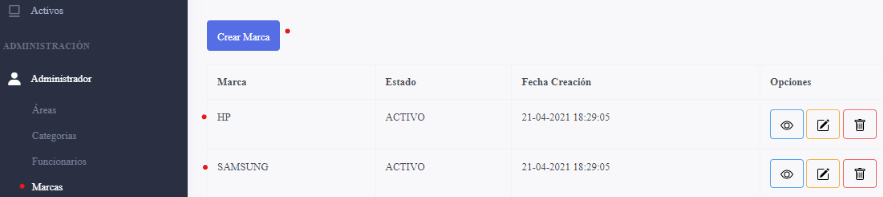 Activos
ADMINISTRACIÓN
Administrador
Áreas
Categorias
Funcionarios
Marcas
Crear Marca
Marca Estado Fecha Creación Opciones
HP ACTIVO 21-04-2021 18:29:05
SAMSUNG ACTIVO 21-04-2021 18:29:05